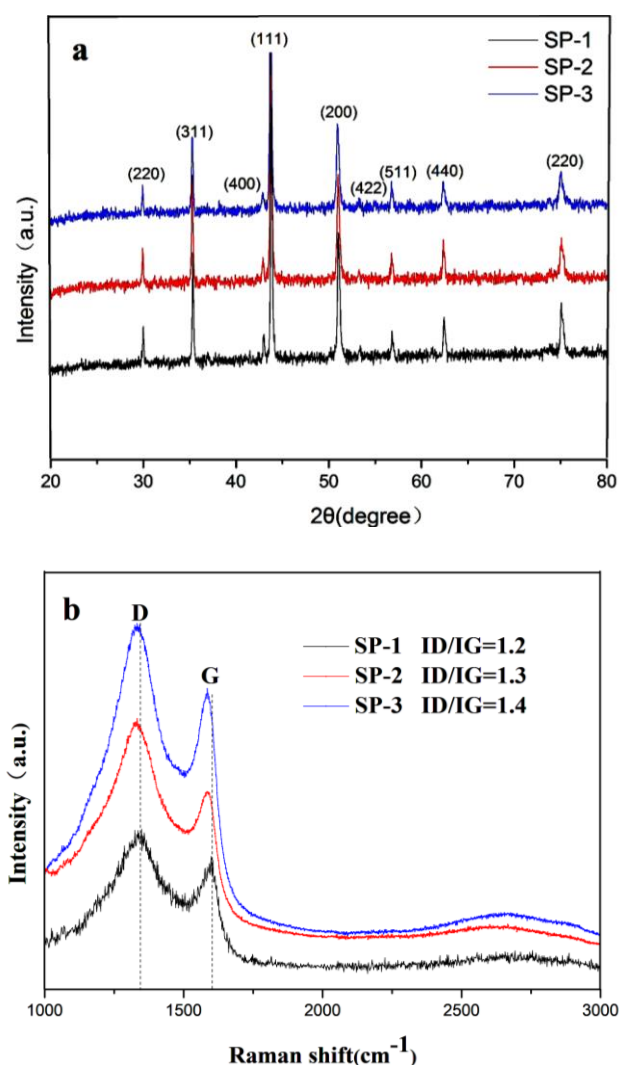 a
(111)
SP-1
SP-2
SP-3
(311)
(200)
(220)
(400)
(422)
(511)
(440)
(220)
Intensity（a.u.）
20 30 40 50 60 70 80
2θ(degree）
b
D
G
SP-1 ID/IG=1.2
SP-2 ID/IG=1.3
SP-3 ID/IG=1.4
Intensity（a.u.）
1000 1500 2000 2500 3000
Raman shift(cm⁻¹)